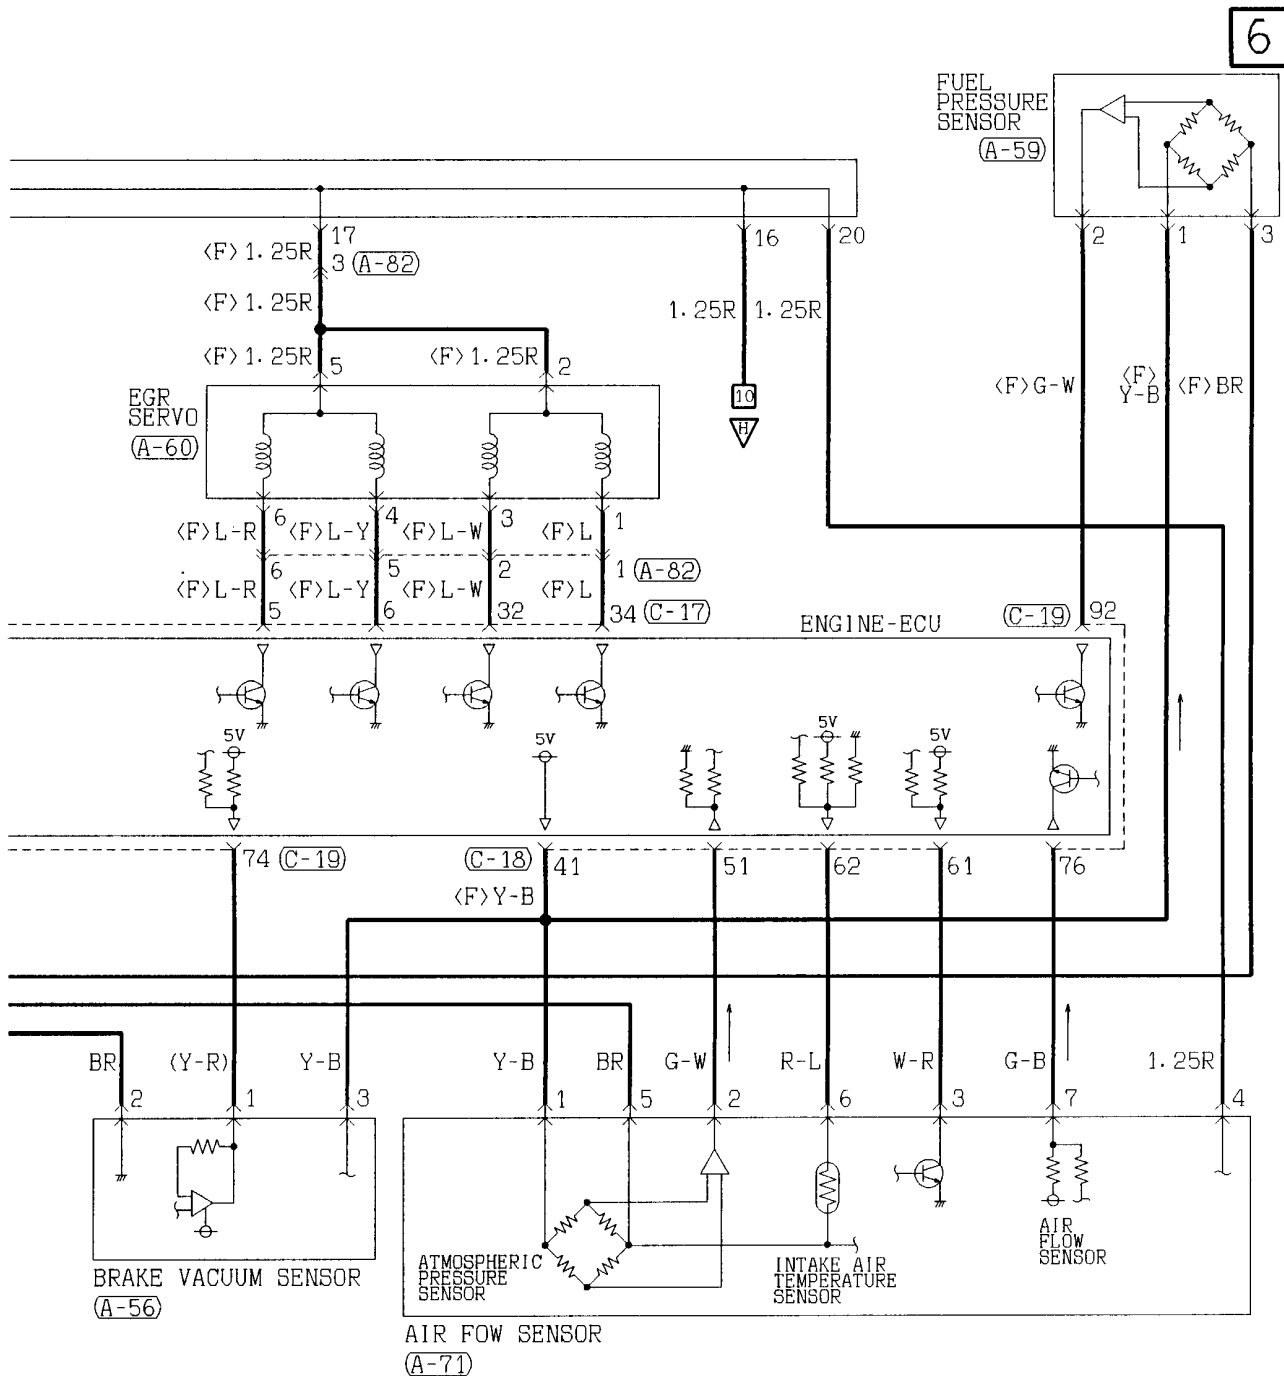 6
FUEL
PRESSURE
SENSOR
(A-59)
17
16
20
2
1
3
<F>1.25R
3 (A-82)
<F>1.25R
1.25R
1.25R
<F>1.25R
5
<F>1.25R
2
<F>G-W
<F>
Y-B
<F>BR
10
H
EGR
SERVO
(A-60)
6
4
3
1
<F>L-R
<F>L-Y
<F>L-W
<F>L
6
5
2
1 (A-82)
<F>L-R
<F>L-Y
<F>L-W
<F>L
5
6
32
34 (C-17)
ENGINE-ECU
(C-19)
92
5V
5V
5V
5V
74 (C-19)
(C-18)
41
51
62
61
76
<F>Y-B
BR
(Y-R)
Y-B
Y-B
BR
G-W
R-L
W-R
G-B
1.25R
2
1
3
1
5
2
6
3
7
4
ATMOSPHERIC
PRESSURE
SENSOR
INTAKE AIR
TEMPERATURE
SENSOR
AIR
FLOW
SENSOR
BRAKE VACUUM SENSOR
(A-56)
AIR FOW SENSOR
(A-71)